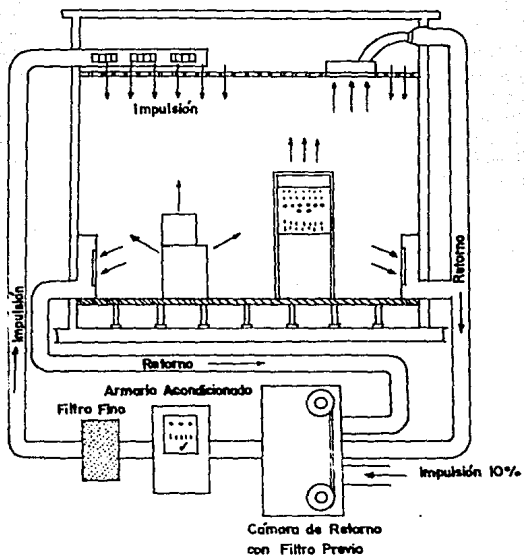 Impulsión
Retorno
Impulsión
Retorno
Armario Acondicionado
Filtro Fino
Impulsión 10%
Cámara de Retorno
con Filtro Previo